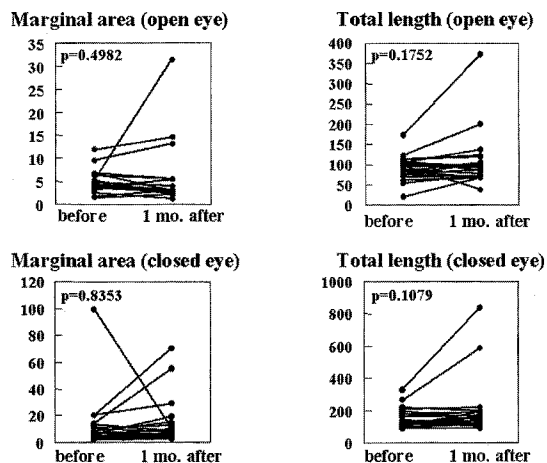 Marginal area (open eye)
35
30
25
20
15
10
5
0
p=0.4982
before 1 mo. after
Total length (open eye)
400
350
300
250
200
150
100
50
0
p=0.1752
before 1 mo. after
Marginal area (closed eye)
120
100
80
60
40
20
0
p=0.8353
before 1 mo. after
Total length (closed eye)
1000
800
600
400
200
0
p=0.1079
before 1 mo. after